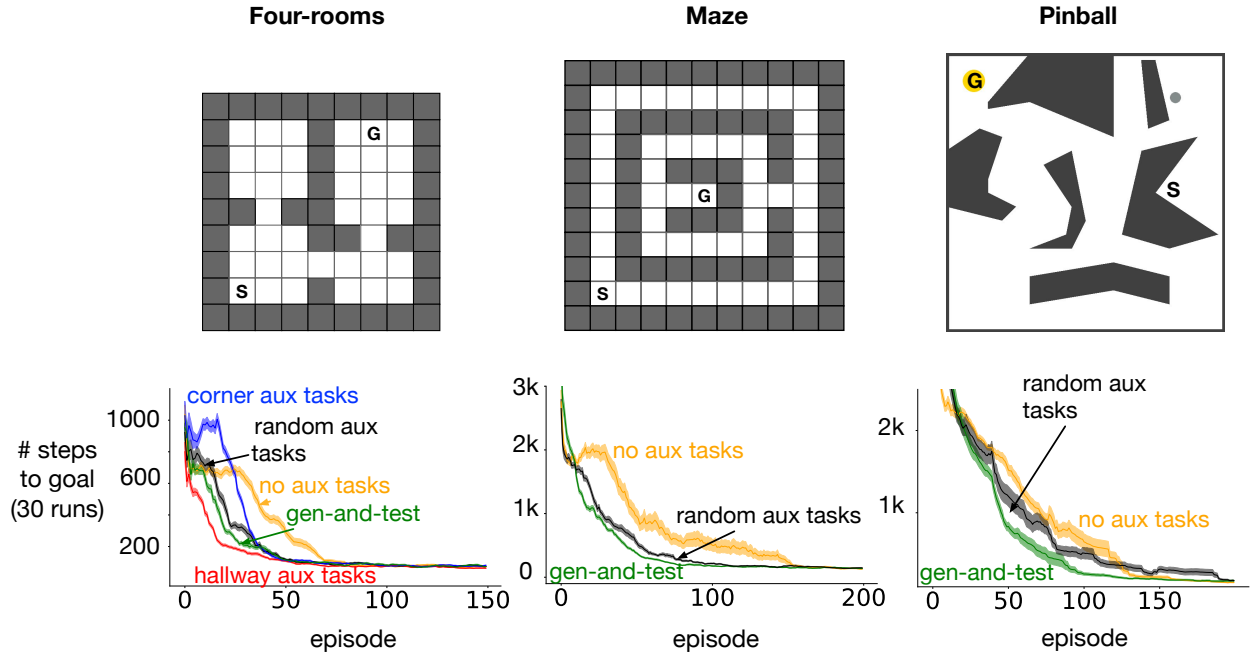 Four-rooms
Maze
Pinball
G
S
G
S
G
S
# steps
to goal
(30 runs)
1000
600
200
corner aux tasks
random aux
tasks
no aux tasks
gen-and-test
hallway aux tasks
0
50
100
150
episode
3k
2k
1k
0
no aux tasks
random aux tasks
gen-and-test
0
100
200
episode
2k
1k
random aux
tasks
no aux tasks
gen-and-test
0
50
100
150
episode